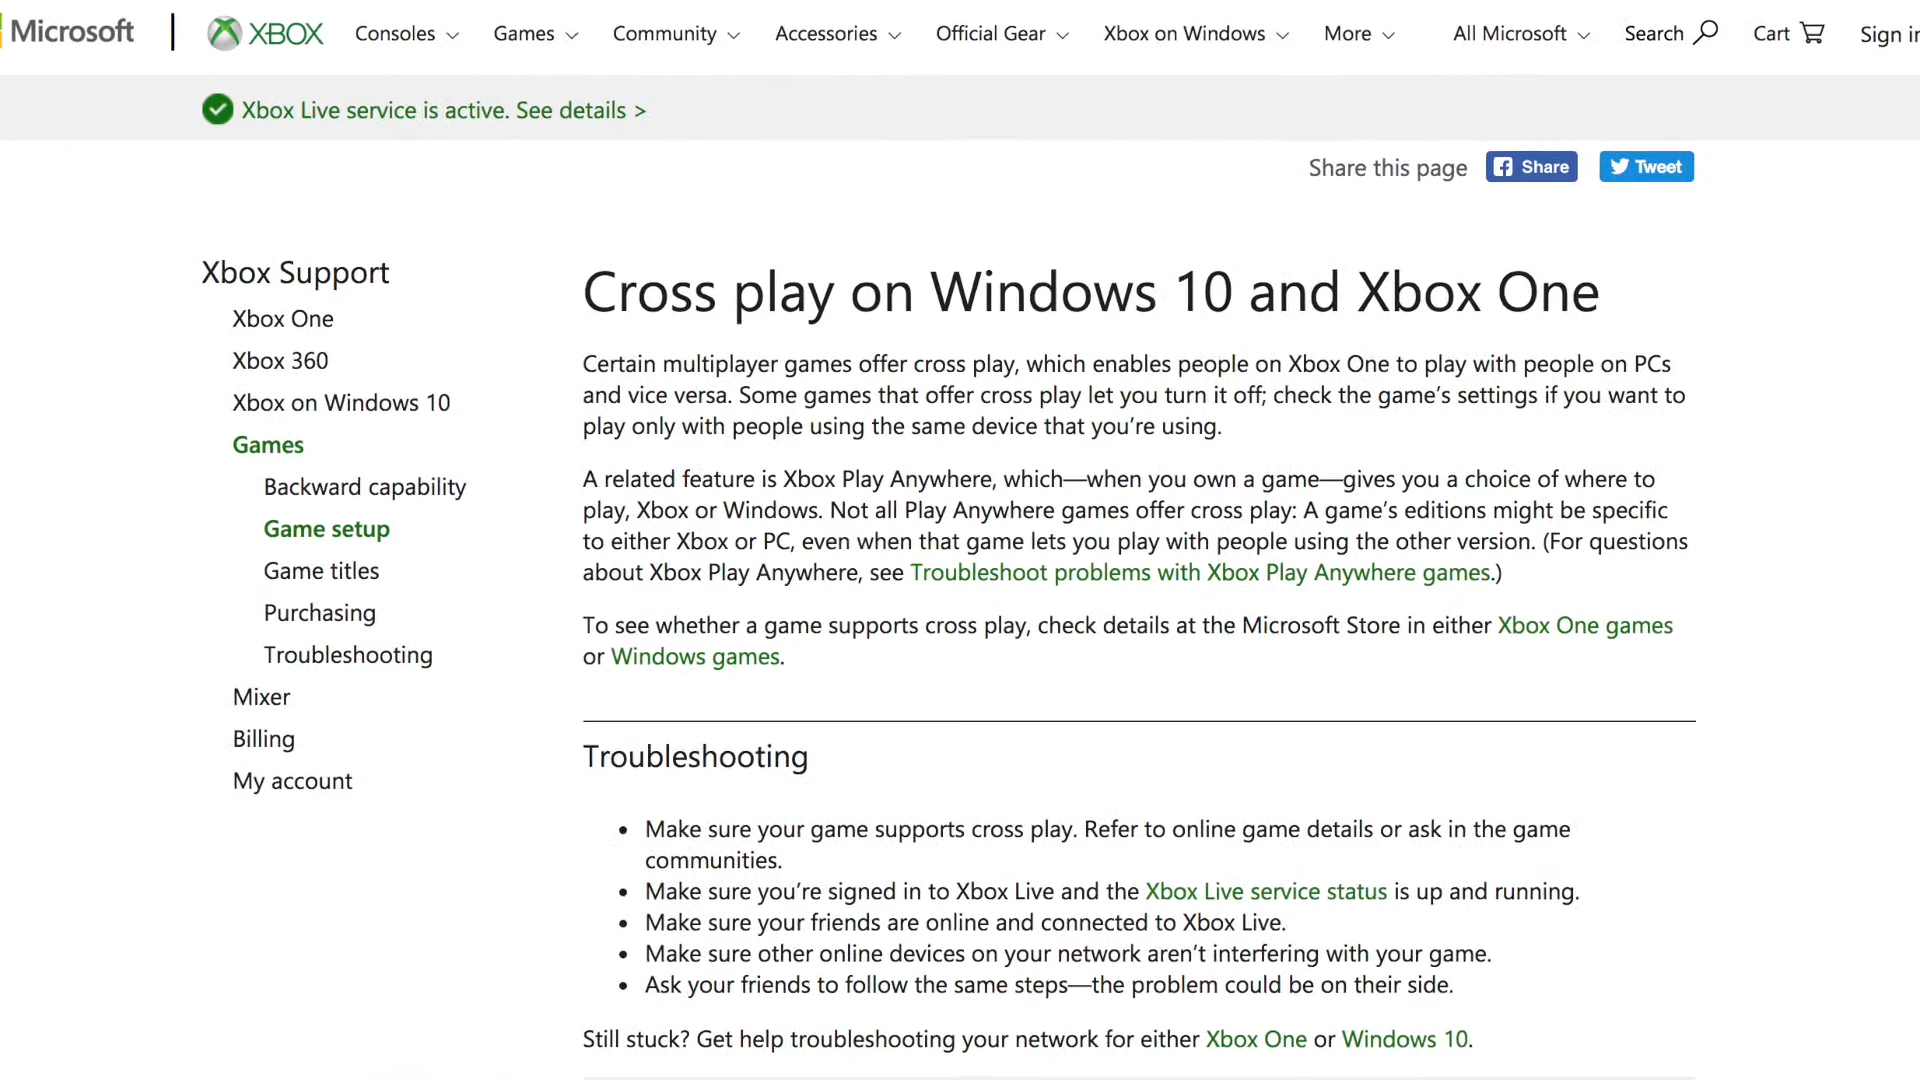 Microsoft
XBOX
Consoles
Games
Community
Accessories
Official Gear
Xbox on Windows
More
All Microsoft
Search
Cart
Sign in
Xbox Live service is active. See details >
Share this page
Share
Tweet
Xbox Support
Xbox One
Xbox 360
Xbox on Windows 10
Games
Backward capability
Game setup
Game titles
Purchasing
Troubleshooting
Mixer
Billing
My account
Cross play on Windows 10 and Xbox One
Certain multiplayer games offer cross play, which enables people on Xbox One to play with people on PCs
and vice versa. Some games that offer cross play let you turn it off; check the game’s settings if you want to
play only with people using the same device that you’re using.
A related feature is Xbox Play Anywhere, which—when you own a game—gives you a choice of where to
play, Xbox or Windows. Not all Play Anywhere games offer cross play: A game’s editions might be specific
to either Xbox or PC, even when that game lets you play with people using the other version. (For questions
about Xbox Play Anywhere, see Troubleshoot problems with Xbox Play Anywhere games.)
To see whether a game supports cross play, check details at the Microsoft Store in either Xbox One games
or Windows games.
Troubleshooting
• Make sure your game supports cross play. Refer to online game details or ask in the game
communities.
• Make sure you’re signed in to Xbox Live and the Xbox Live service status is up and running.
• Make sure your friends are online and connected to Xbox Live.
• Make sure other online devices on your network aren’t interfering with your game.
• Ask your friends to follow the same steps—the problem could be on their side.
Still stuck? Get help troubleshooting your network for either Xbox One or Windows 10.